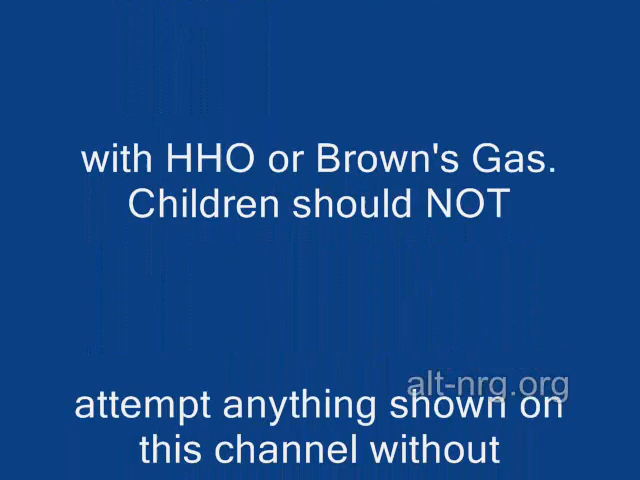 with HHO or Brown's Gas.
Children should NOT
alt-nrg.org
attempt anything shown on
this channel without